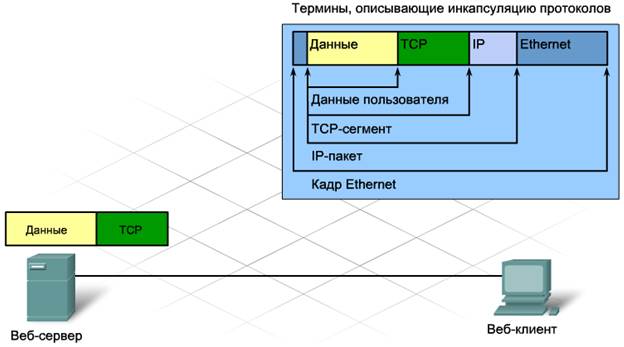 Термины, описывающие инкапсуляцию протоколов
Данные TCP IP Ethernet
Данные пользователя
TCP-сегмент
IP-пакет
Кадр Ethernet
Данные TCP
Веб-сервер
Веб-клиент